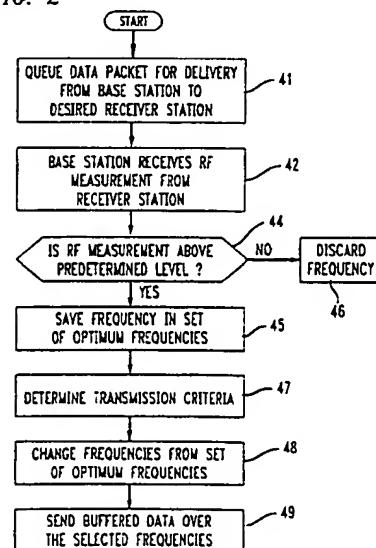 START
QUEUE DATA PACKET FOR DELIVERY
FROM BASE STATION TO
DESIRED RECEIVER STATION
41
BASE STATION RECEIVES RF
MEASUREMENT FROM
RECEIVER STATION
42
44
IS RF MEASUREMENT ABOVE
PREDETERMINED LEVEL ?
NO
DISCARD
FREQUENCY
46
YES
SAVE FREQUENCY IN SET
OF OPTIMUM FREQUENCIES
45
DETERMINE TRANSMISSION CRITERIA
47
CHANGE FREQUENCIES FROM SET
OF OPTIMUM FREQUENCIES
48
SEND BUFFERED DATA OVER
THE SELECTED FREQUENCIES
49